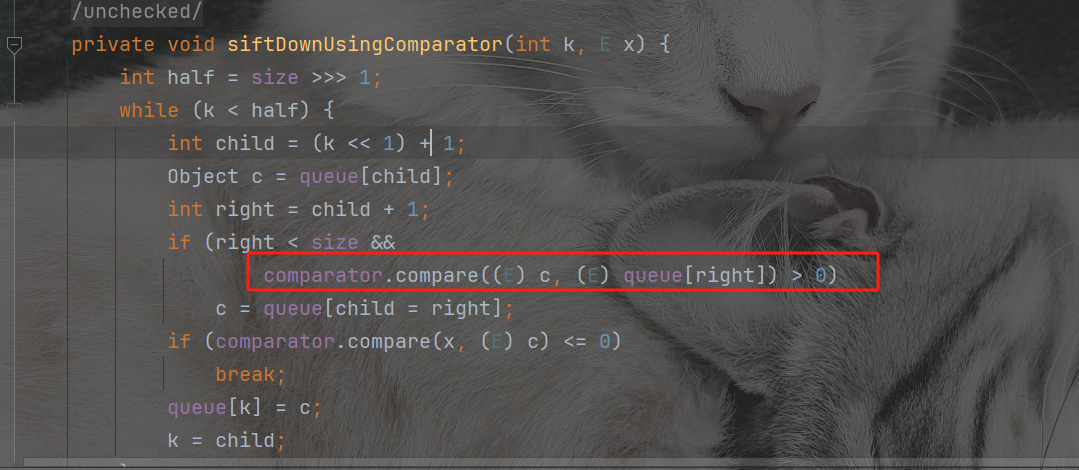 /unchecked/
private void siftDownUsingComparator(int k, E x) {
int half = size >>> 1;
while (k < half) {
int child = (k << 1) + 1;
Object c = queue[child];
int right = child + 1;
if (right < size &&
comparator.compare((E) c, (E) queue[right]) > 0)
c = queue[child = right];
if (comparator.compare(x, (E) c) <= 0)
break;
queue[k] = c;
k = child;
}